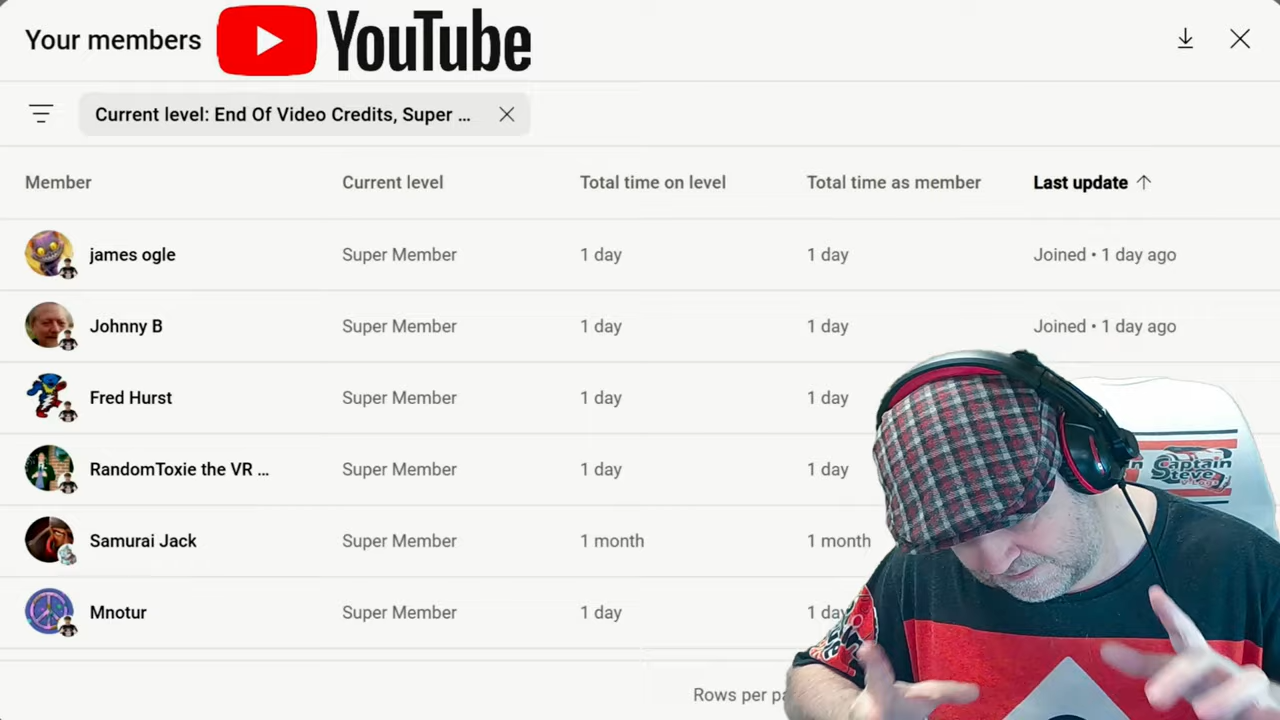 Your members YouTube
Current level: End Of Video Credits, Super ...
Member Current level Total time on level Total time as member Last update
james ogle Super Member 1 day 1 day Joined • 1 day ago
Johnny B Super Member 1 day 1 day Joined • 1 day ago
Fred Hurst Super Member 1 day 1 day
RandomToxie the VR ... Super Member 1 day 1 day
Captain
Steve
Samurai Jack Super Member 1 month 1 month
Mnotur Super Member 1 day 1 day
Rows per